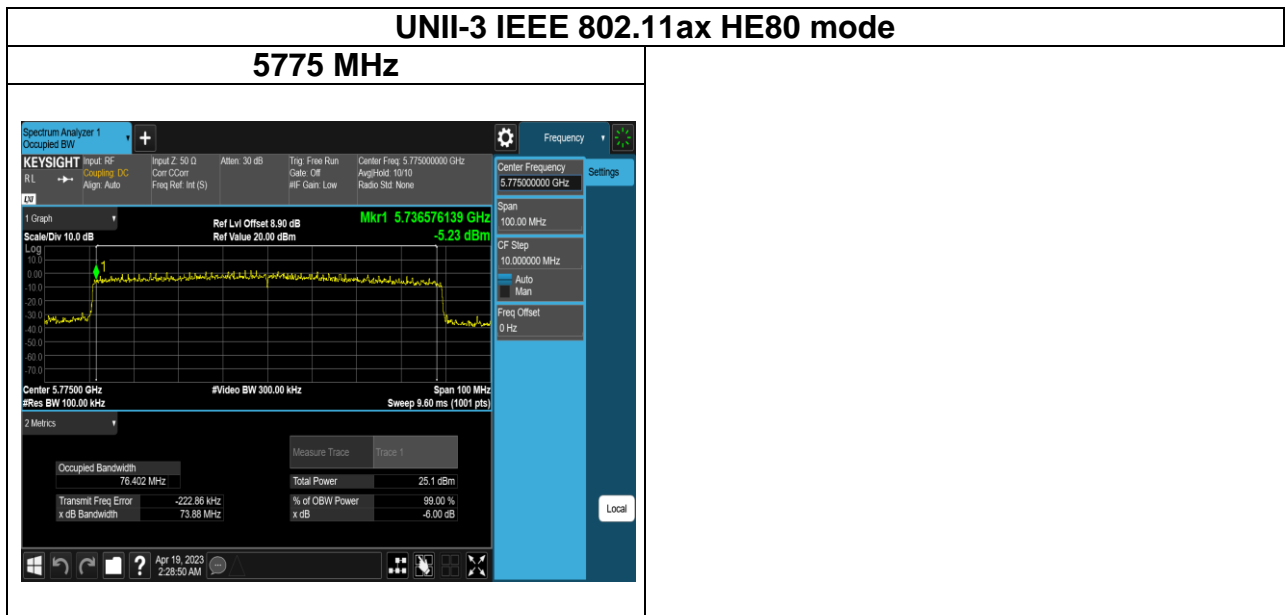 UNII-3 IEEE 802.11ax HE80 mode
5775 MHz
Spectrum Analyzer 1
Occupied BW
Frequency
KEYSIGHT
RL
LXI
Input: RF
Coupling: DC
Align: Auto
Input Z: 50 Ω
Corr CCorr
Freq Ref: Int (S)
Atten: 30 dB
Trig: Free Run
Gate: Off
#IF Gain: Low
Center Freq: 5.775000000 GHz
Avg|Hold: 10/10
Radio Std: None
Center Frequency
5.775000000 GHz
Settings
Span
100.00 MHz
CF Step
10.000000 MHz
Auto
Man
Freq Offset
0 Hz
1 Graph
Scale/Div 10.0 dB
Ref Lvl Offset 8.90 dB
Ref Value 20.00 dBm
Mkr1 5.736576139 GHz
-5.23 dBm
Log
10.0
0.00
-10.0
-20.0
-30.0
-40.0
-50.0
-60.0
-70.0
1
Center 5.77500 GHz
#Video BW 300.00 kHz
Span 100 MHz
#Res BW 100.00 kHz
Sweep 9.60 ms (1001 pts)
2 Metrics
Measure Trace
Trace 1
Occupied Bandwidth
76.402 MHz
Total Power
25.1 dBm
Transmit Freq Error
-222.86 kHz
% of OBW Power
99.00 %
x dB Bandwidth
73.88 MHz
x dB
-6.00 dB
Local
?
Apr 19, 2023
2:28:50 AM